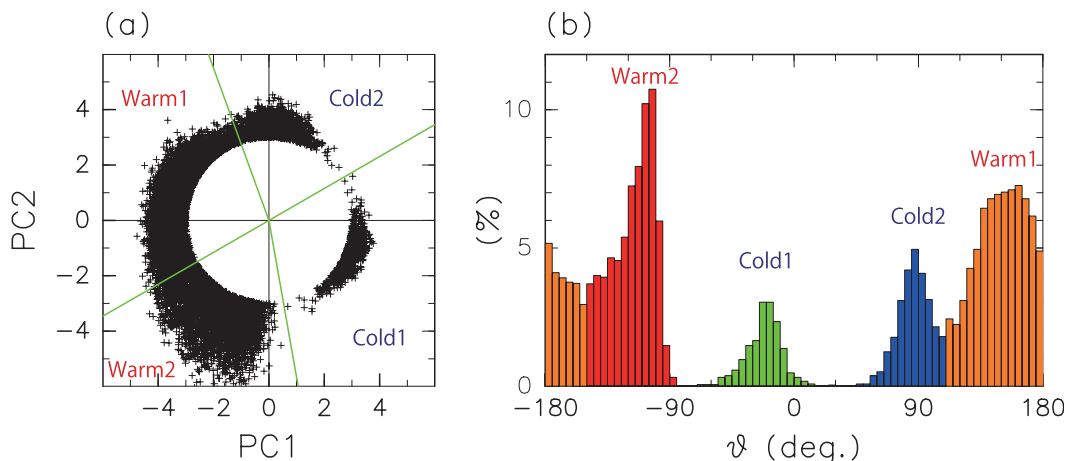 (a)
Warm1
Cold2
Cold1
Warm2
4
2
0
−2
−4
PC2
−4 −2 0 2 4
PC1
(b)
Warm2
Warm1
Cold2
Cold1
10
5
0
(%)
−180 −90 0 90 180
ϑ (deg.)